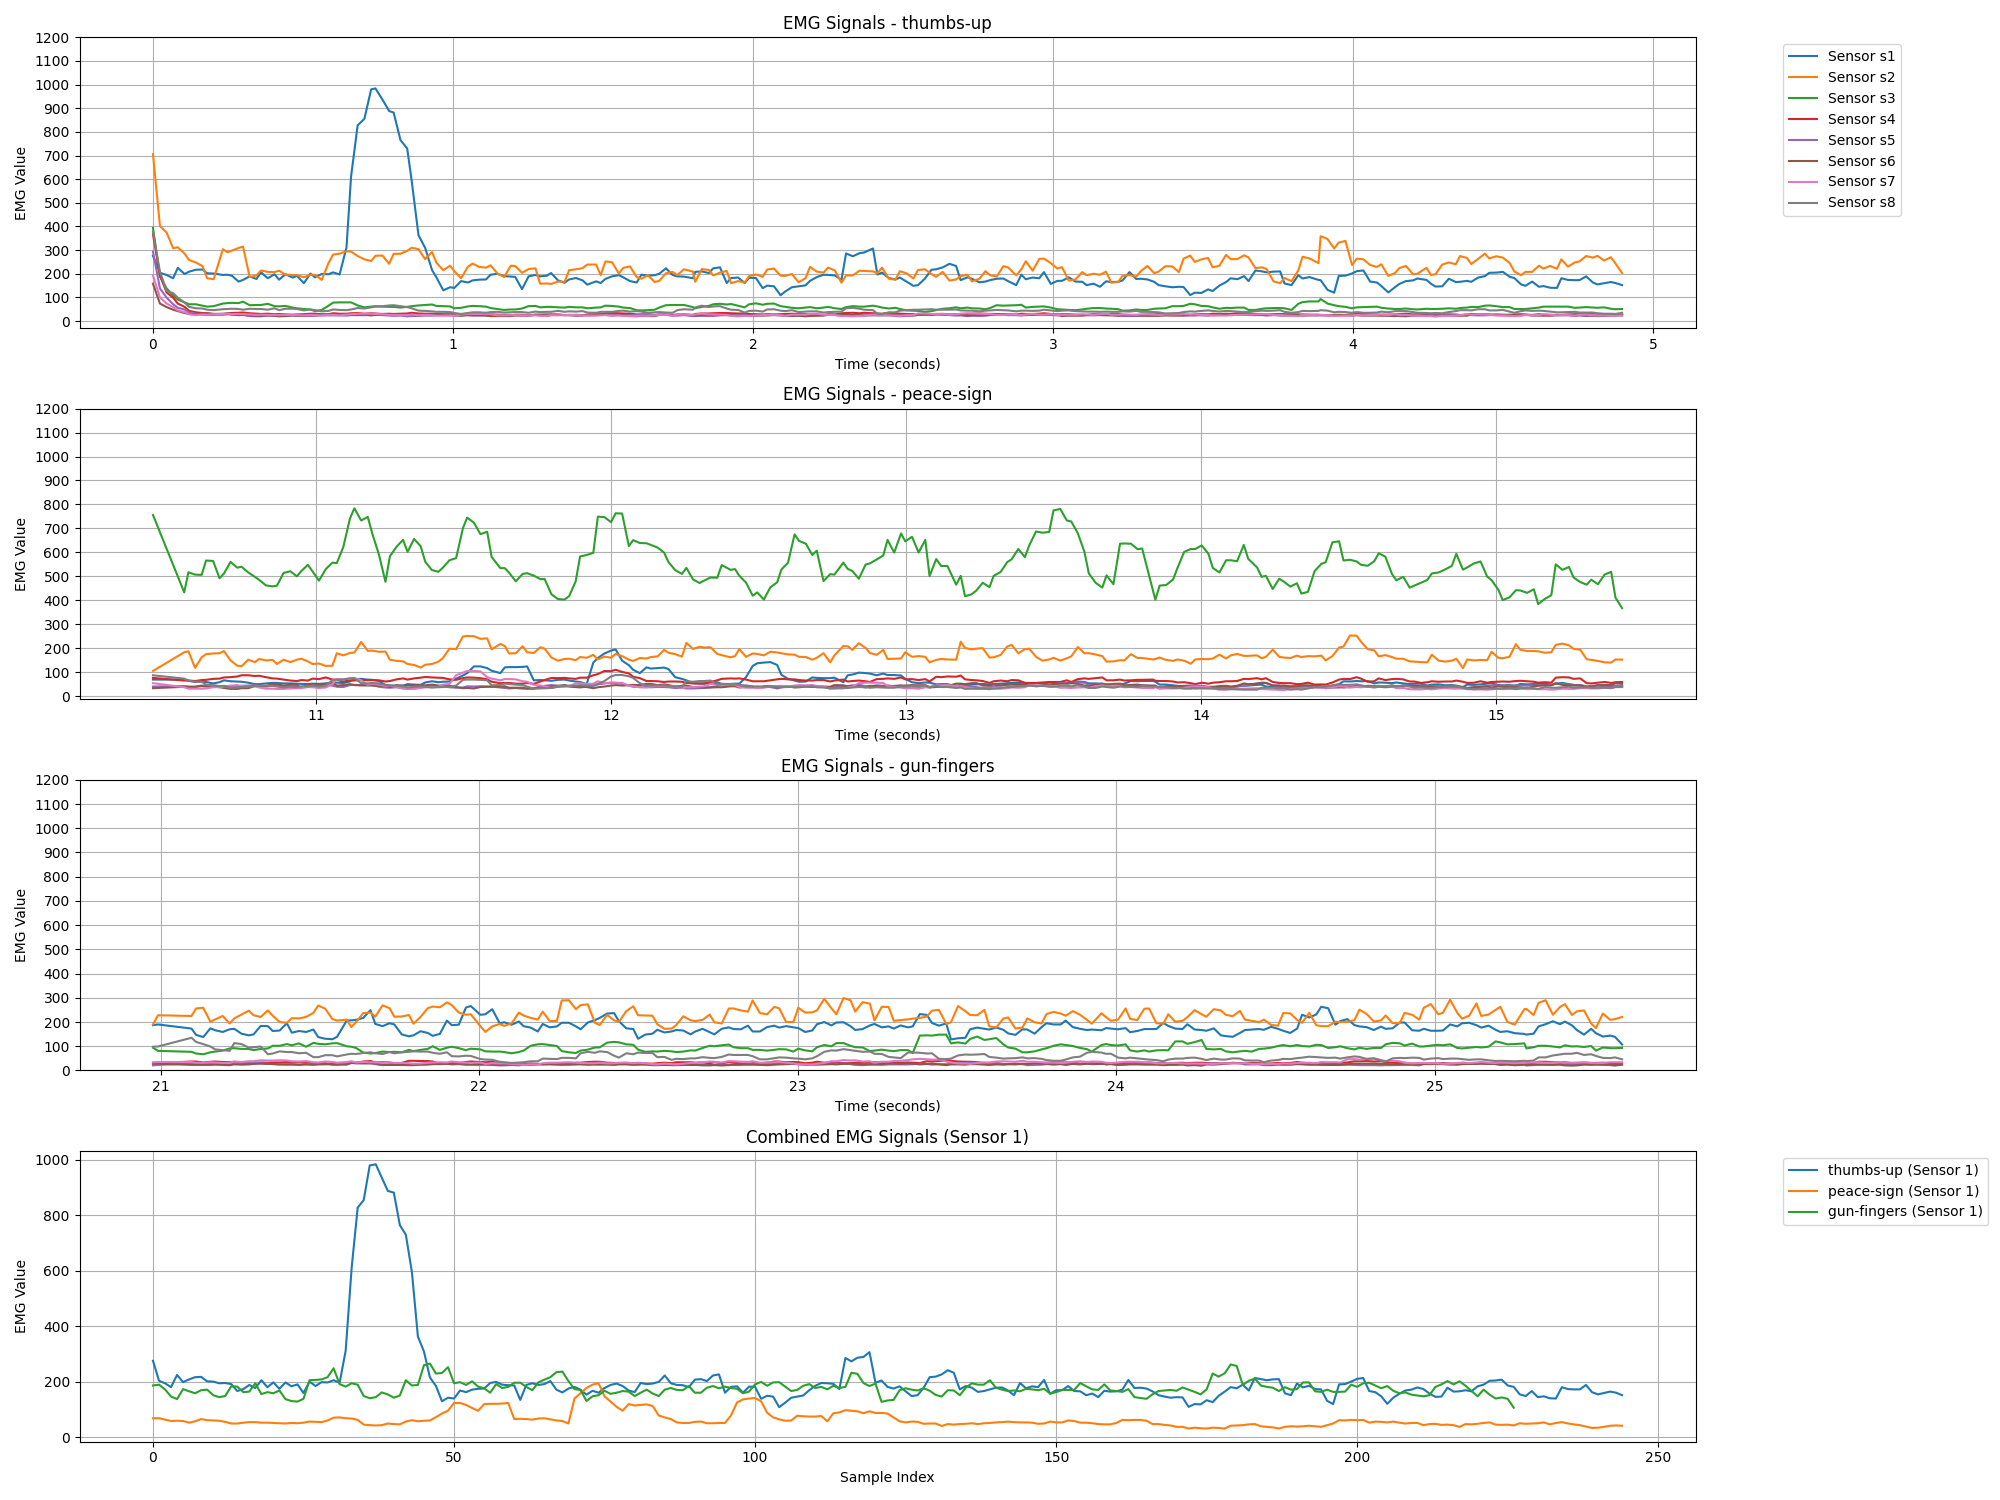 EMG Signals - thumbs-up
1200
1100
1000
900
800
700
600
500
400
300
200
100
0
EMG Value
0 1 2 3 4 5
Time (seconds)
Sensor s1
Sensor s2
Sensor s3
Sensor s4
Sensor s5
Sensor s6
Sensor s7
Sensor s8
EMG Signals - peace-sign
1200
1100
1000
900
800
700
600
500
400
300
200
100
0
EMG Value
11 12 13 14 15
Time (seconds)
EMG Signals - gun-fingers
1200
1100
1000
900
800
700
600
500
400
300
200
100
0
EMG Value
21 22 23 24 25
Time (seconds)
Combined EMG Signals (Sensor 1)
1000
800
600
400
200
0
EMG Value
0 50 100 150 200 250
Sample Index
thumbs-up (Sensor 1)
peace-sign (Sensor 1)
gun-fingers (Sensor 1)